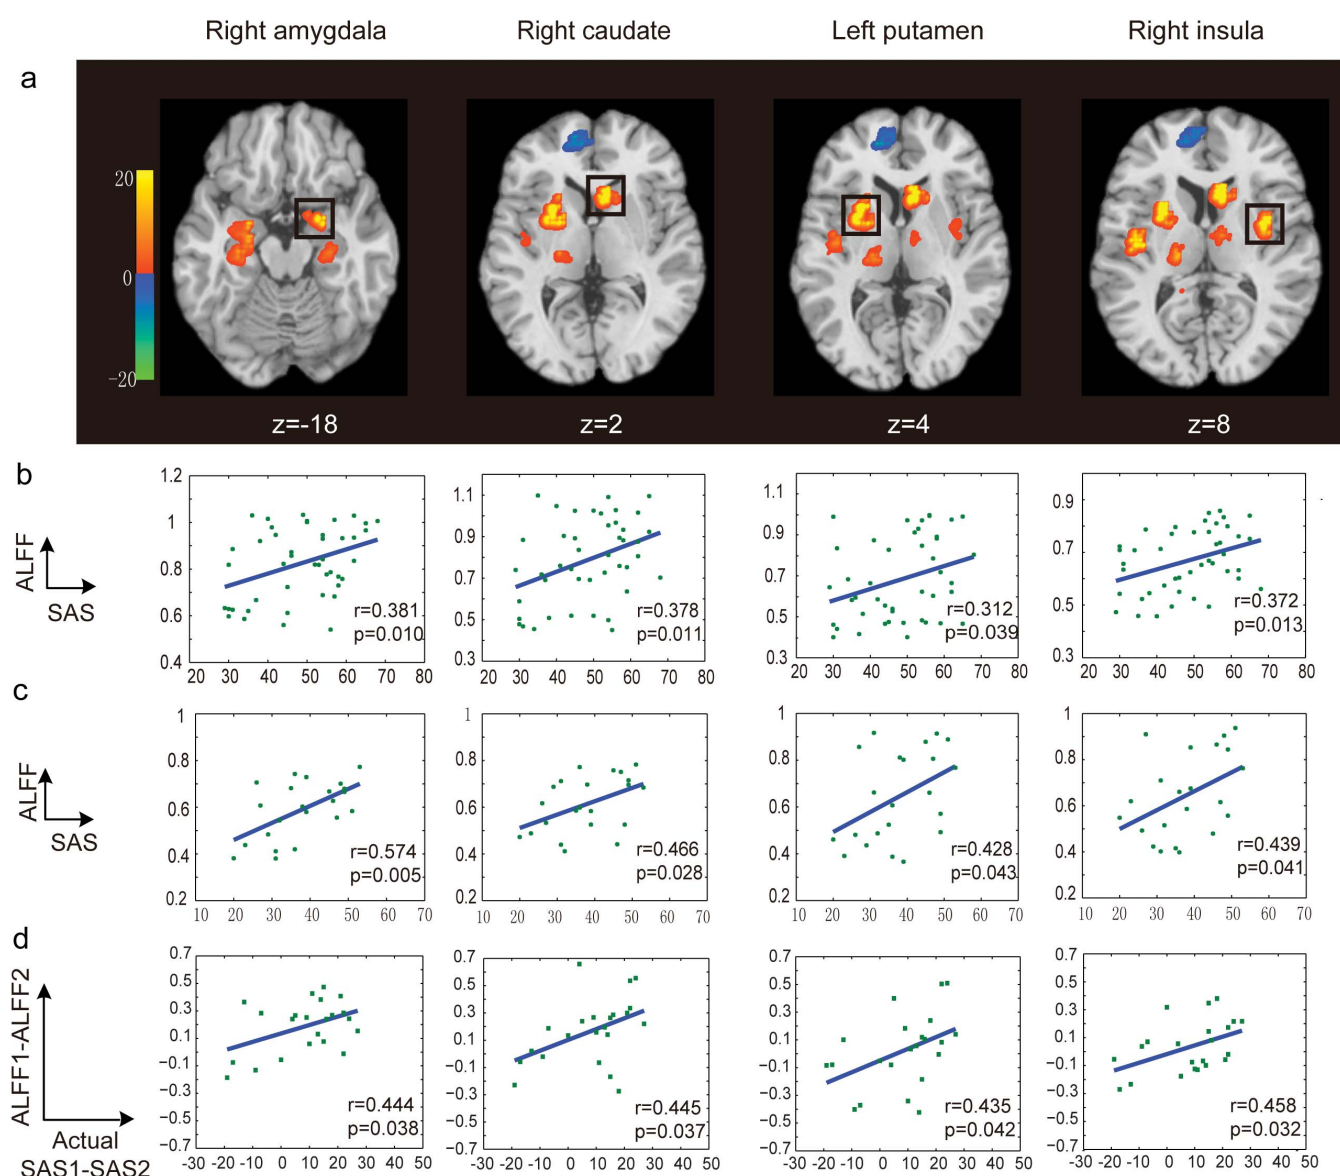 Right amygdala Right caudate Left putamen Right insula
a
20
0
-20
z=-18 z=2 z=4 z=8
b
ALFF
SAS
1.2
1
0.8
0.6
0.4
20 30 40 50 60 70 80
r=0.381
p=0.010
1.1
0.9
0.7
0.5
0.3
20 30 40 50 60 70 80
r=0.378
p=0.011
1.1
0.9
0.7
0.5
0.3
20 30 40 50 60 70 80
r=0.312
p=0.039
0.9
0.7
0.5
0.3
20 30 40 50 60 70 80
r=0.372
p=0.013
c
ALFF
SAS
1
0.8
0.6
0.4
0.2
10 20 30 40 50 60 70
r=0.574
p=0.005
1
0.8
0.6
0.4
0.2
10 20 30 40 50 60 70
r=0.466
p=0.028
1
0.8
0.6
0.4
0.2
10 20 30 40 50 60 70
r=0.428
p=0.043
1
0.8
0.6
0.4
0.2
10 20 30 40 50 60 70
r=0.439
p=0.041
d
ALFF1-ALFF2
Actual
SAS1-SAS2
0.7
0.5
0.3
0.1
−0.1
−0.3
−0.5
−0.7
-30 -20 -10 0 10 20 30 40 50
r=0.444
p=0.038
0.7
0.5
0.3
0.1
−0.1
−0.3
−0.5
−0.7
-30 -20 -10 0 10 20 30 40 50
r=0.445
p=0.037
0.7
0.5
0.3
0.1
−0.1
−0.3
−0.5
−0.7
-30 -20 -10 0 10 20 30 40 50
r=0.435
p=0.042
0.7
0.5
0.3
0.1
−0.1
−0.3
−0.5
−0.7
-30 -20 -10 0 10 20 30 40 50
r=0.458
p=0.032